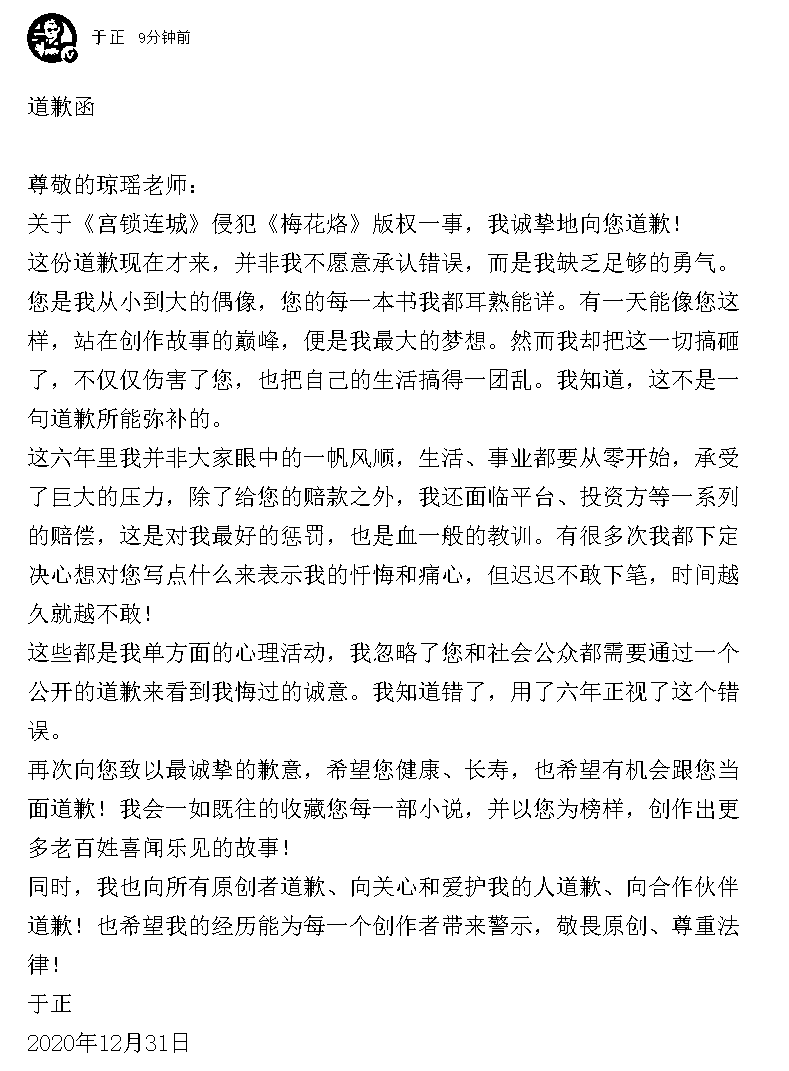 于正 9分钟前
道歉函
尊敬的琼瑶老师：
关于《宫锁连城》侵犯《梅花烙》版权一事，我诚挚地向您道歉！
这份道歉现在才来，并非我不愿意承认错误，而是我缺乏足够的勇气。
您是我从小到大的偶像，您的每一本书我都耳熟能详。有一天能像您这
样，站在创作故事的巅峰，便是我最大的梦想。然而我却把这一切搞砸
了，不仅仅伤害了您，也把自己的生活搞得一团乱。我知道，这不是一
句道歉所能弥补的。
这六年里我并非大家眼中的一帆风顺，生活、事业都要从零开始，承受
了巨大的压力，除了给您的赔款之外，我还面临平台、投资方等一系列
的赔偿，这是对我最好的惩罚，也是血一般的教训。有很多次我都下定
决心想对您写点什么来表示我的忏悔和痛心，但迟迟不敢下笔，时间越
久就越不敢！
这些都是我单方面的心理活动，我忽略了您和社会公众都需要通过一个
公开的道歉来看到我悔过的诚意。我知道错了，用了六年正视了这个错
误。
再次向您致以最诚挚的歉意，希望您健康、长寿，也希望有机会跟您当
面道歉！我会一如既往的收藏您每一部小说，并以您为榜样，创作出更
多老百姓喜闻乐见的故事！
同时，我也向所有原创者道歉、向关心和爱护我的人道歉、向合作伙伴
道歉！也希望我的经历能为每一个创作者带来警示，敬畏原创、尊重法
律！
于正
2020年12月31日